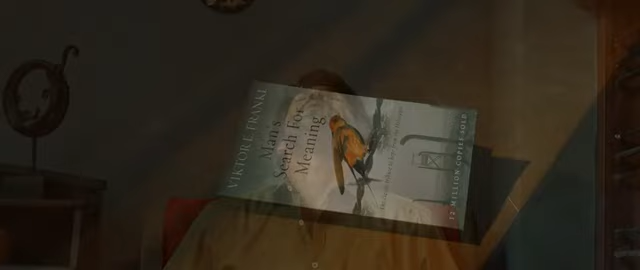 VIKTOR E FRANKL
Man's
Search For
Meaning
12 MILLION COPIES SOLD